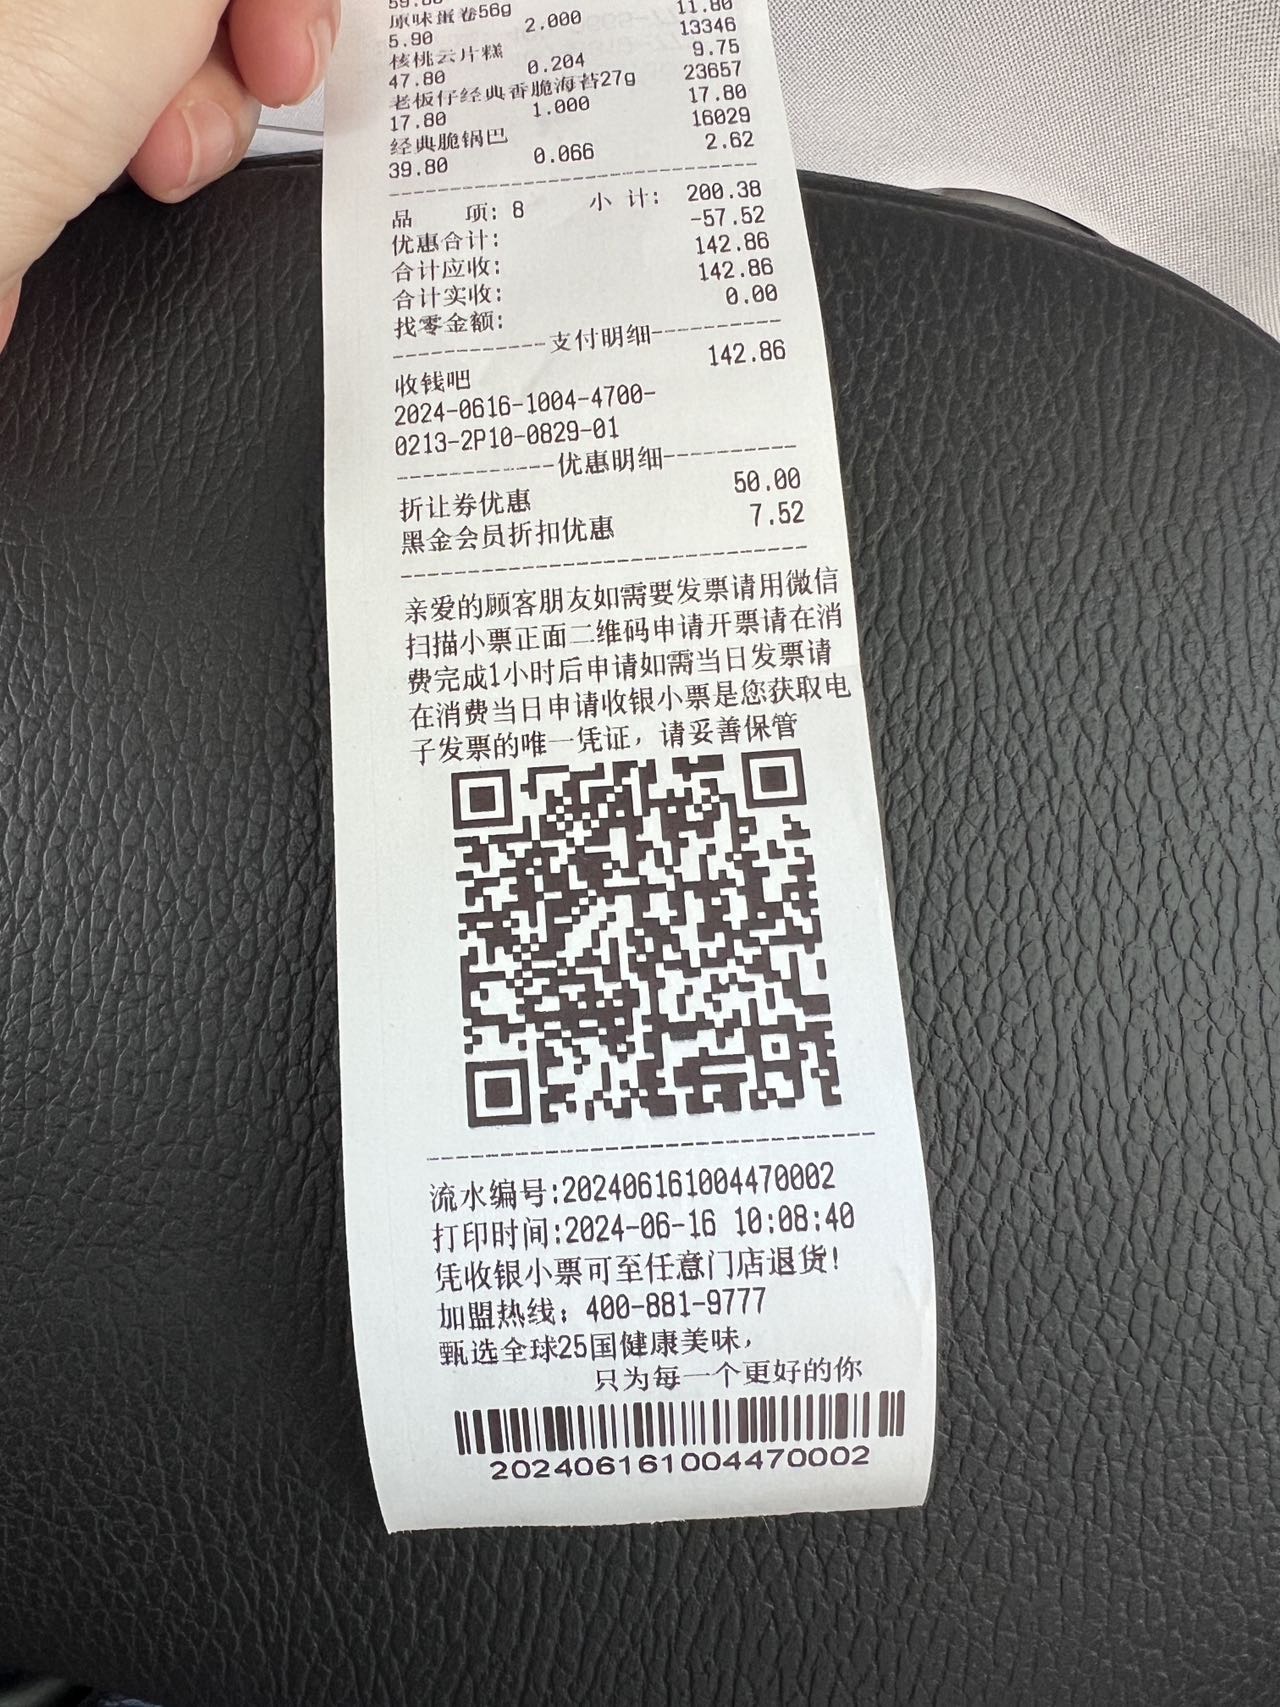 原味蛋卷56g
5.90 2.000 11.80
核桃云片糕 13346
47.80 0.204 9.75
老板仔经典香脆海苔27g 23657
17.80 1.000 17.80
经典脆锅巴 16029
39.80 0.066 2.62
品 项: 8 小 计: 200.38
优惠合计: -57.52
合计应收: 142.86
合计实收: 142.86
找零金额: 0.00
------------支付明细----------
收钱吧 142.86
2024-0616-1004-4700-
0213-2P10-0829-01
------------优惠明细----------
折让券优惠 50.00
黑金会员折扣优惠 7.52
亲爱的顾客朋友如需要发票请用微信
扫描小票正面二维码申请开票请在消
费完成1小时后申请如需当日发票请
在消费当日申请收银小票是您获取电
子发票的唯一凭证，请妥善保管
流水编号:202406161004470002
打印时间:2024-06-16 10:08:40
凭收银小票可至任意门店退货!
加盟热线: 400-881-9777
甄选全球25国健康美味，
只为每一个更好的你
202406161004470002